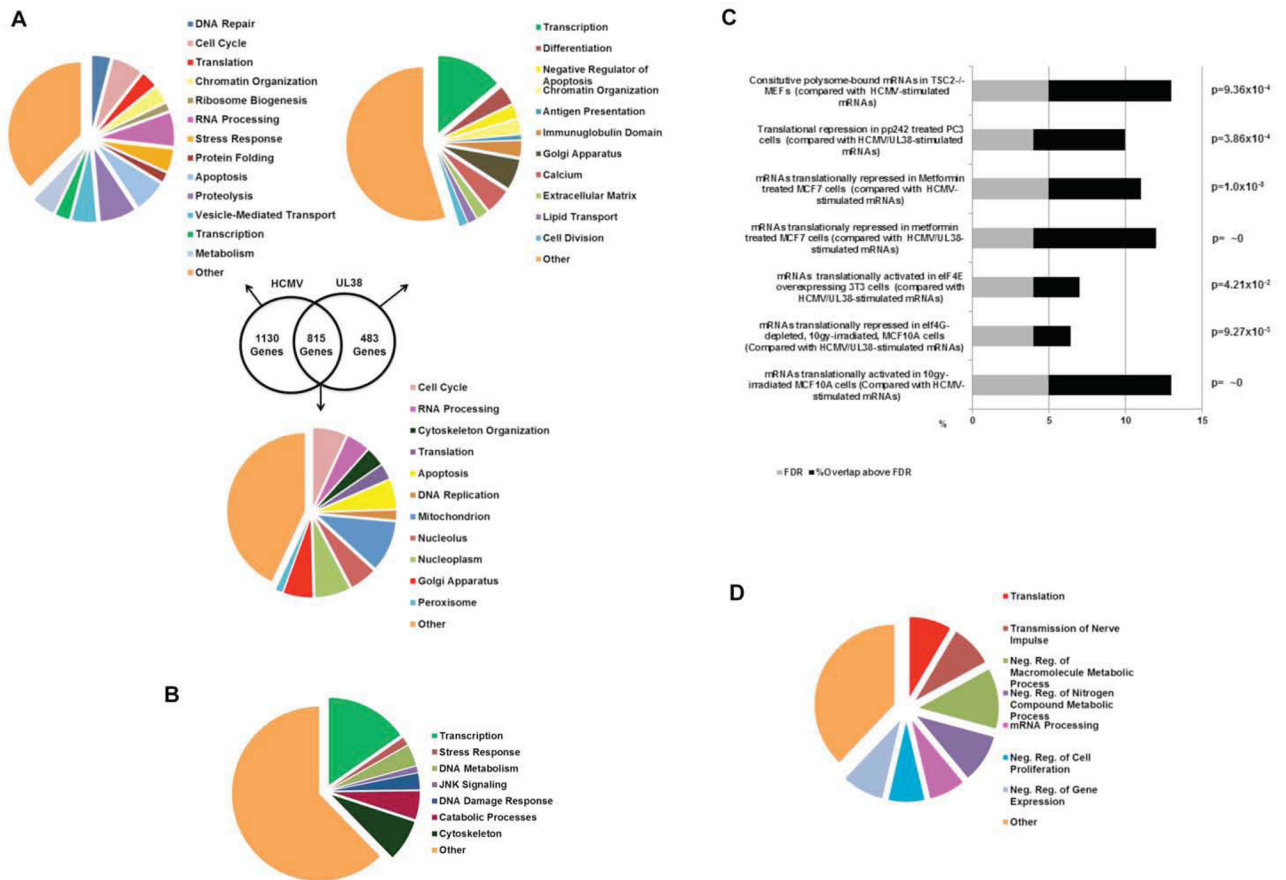 A
DNA Repair
Cell Cycle
Translation
Chromatin Organization
Ribosome Biogenesis
RNA Processing
Stress Response
Protein Folding
Apoptosis
Proteolysis
Vesicle-Mediated Transport
Transcription
Metabolism
Other
Transcription
Differentiation
Negative Regulator of
Apoptosis
Chromatin Organization
Antigen Presentation
Immunuglobulin Domain
Golgi Apparatus
Calcium
Extracellular Matrix
Lipid Transport
Cell Division
Other
HCMV
UL38
1130
Genes
815
Genes
483
Genes
Cell Cycle
RNA Processing
Cytoskeleton Organization
Translation
Apoptosis
DNA Replication
Mitochondrion
Nucleolus
Nucleoplasm
Golgi Apparatus
Peroxisome
Other
B
Transcription
Stress Response
DNA Metabolism
JNK Signaling
DNA Damage Response
Catabolic Processes
Cytoskeleton
Other
C
Consitutive polysome-bound mRNAs in TSC2-/-
MEFs (compared with HCMV-stimulated
mRNAs)
p=9.36x10-4
Translational repression in pp242 treated PC3
cells (compared with HCMV/UL38-stimulated
mRNAs)
p=3.86x10-4
mRNAs translationally repressed in Metformin
treated MCF7 cells (compared with HCMV-
stimulated mRNAs)
p=1.0x10-8
mRNAs translationally repressed in metformin
treated MCF7 cells (compared with HCMV/UL38-
stimulated mRNAs)
p= ~0
mRNAs translationally activated in eIF4E
overexpressing 3T3 cells (compared with
HCMV/UL38-stimulated mRNAs)
p=4.21x10-2
mRNAs translationally repressed in eIf4G-
depleted, 10gy-irradiated, MCF10A cells
(Compared with HCMV/UL38-stimulated mRNAs)
p=9.27x10-3
mRNAs translationally activated in 10gy-
irradiated MCF10A cells (Compared with HCMV-
stimulated mRNAs)
p= ~0
0
5
10
15
%
FDR
%Overlap above FDR
D
Translation
Transmission of Nerve
Impulse
Neg. Reg. of
Macromolecule Metabolic
Process
Neg. Reg. of Nitrogen
Compound Metabolic
Process
mRNA Processing
Neg. Reg. of Cell
Proliferation
Neg. Reg. of Gene
Expression
Other